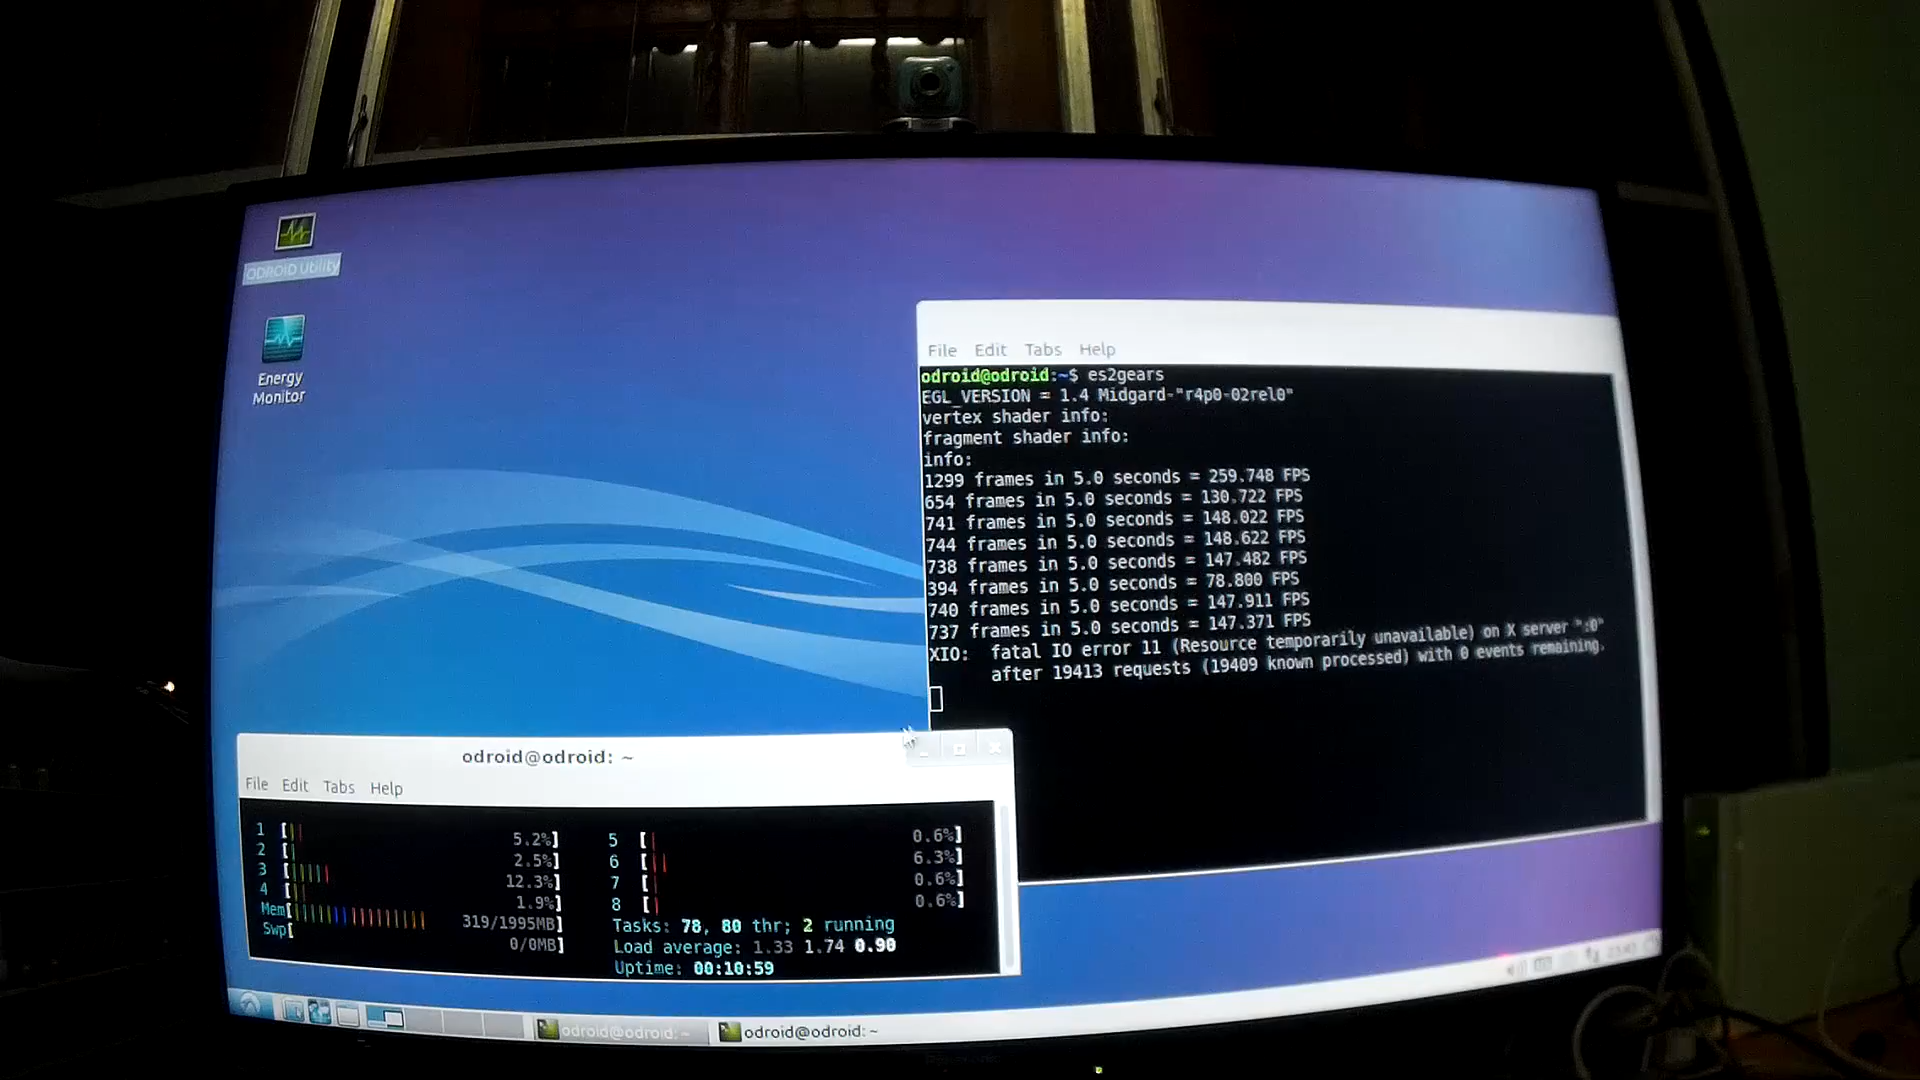 ODROID Utility
Energy
Monitor
File Edit Tabs Help
odroid@odroid:~$ es2gears
EGL_VERSION = 1.4 Midgard-"r4p0-02rel0"
vertex shader info:
fragment shader info:
info:
1299 frames in 5.0 seconds = 259.748 FPS
654 frames in 5.0 seconds = 130.722 FPS
741 frames in 5.0 seconds = 148.022 FPS
744 frames in 5.0 seconds = 148.622 FPS
738 frames in 5.0 seconds = 147.482 FPS
394 frames in 5.0 seconds = 78.800 FPS
740 frames in 5.0 seconds = 147.911 FPS
737 frames in 5.0 seconds = 147.371 FPS
XIO:  fatal IO error 11 (Resource temporarily unavailable) on X server ":0"
after 19413 requests (19409 known processed) with 0 events remaining.
odroid@odroid: ~
File Edit Tabs Help
1 [|| 5.2%] 5 [| 0.6%]
2 [| 2.5%] 6 [|| 6.3%]
3 [||||| 12.3%] 7 [| 0.6%]
4 [|| 1.9%] 8 [| 0.6%]
Mem[|||||||||||||| 319/1995MB] Tasks: 78, 80 thr; 2 running
Swp[ 0/0MB] Load average: 1.33 1.74 0.90
Uptime: 00:10:59
odroid@odroid: ~ odroid@odroid: ~